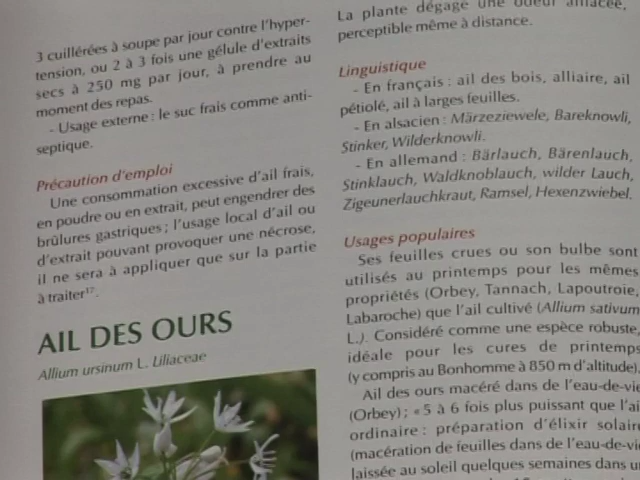 3 cuillérées à soupe par jour contre l'hyper-
tension, ou 2 à 3 fois une gélule d'extraits
secs à 250 mg par jour, à prendre au
moment des repas.
- Usage externe : le suc frais comme anti-
septique.
Précaution d'emploi
Une consommation excessive d'ail frais,
en poudre ou en extrait, peut engendrer des
brûlures gastriques ; l'usage local d'ail ou
d'extrait pouvant provoquer une nécrose,
il ne sera à appliquer que sur la partie
à traiter¹⁷.
AIL DES OURS
Allium ursinum L. Liliaceae
La plante dégage une odeur alliacée,
perceptible même à distance.
Linguistique
- En français : ail des bois, alliaire, ail
pétiolé, ail à larges feuilles.
- En alsacien : Märzeziewele, Bareknowli,
Stinker, Wilderknowli.
- En allemand : Bärlauch, Bärenlauch,
Stinklauch, Waldknoblauch, wilder Lauch,
Zigeunerlauchkraut, Ramsel, Hexenzwiebel.
Usages populaires
Ses feuilles crues ou son bulbe sont
utilisés au printemps pour les mêmes
propriétés (Orbey, Tannach, Lapoutroie,
Labaroche) que l'ail cultivé (Allium sativum
L.). Considéré comme une espèce robuste,
idéale pour les cures de printemps
(y compris au Bonhomme à 850 m d'altitude).
Ail des ours macéré dans de l'eau-de-vie
(Orbey) ; « 5 à 6 fois plus puissant que l'ai
ordinaire : préparation d'élixir solaire
(macération de feuilles dans de l'eau-de-vi
laissée au soleil quelques semaines dans u